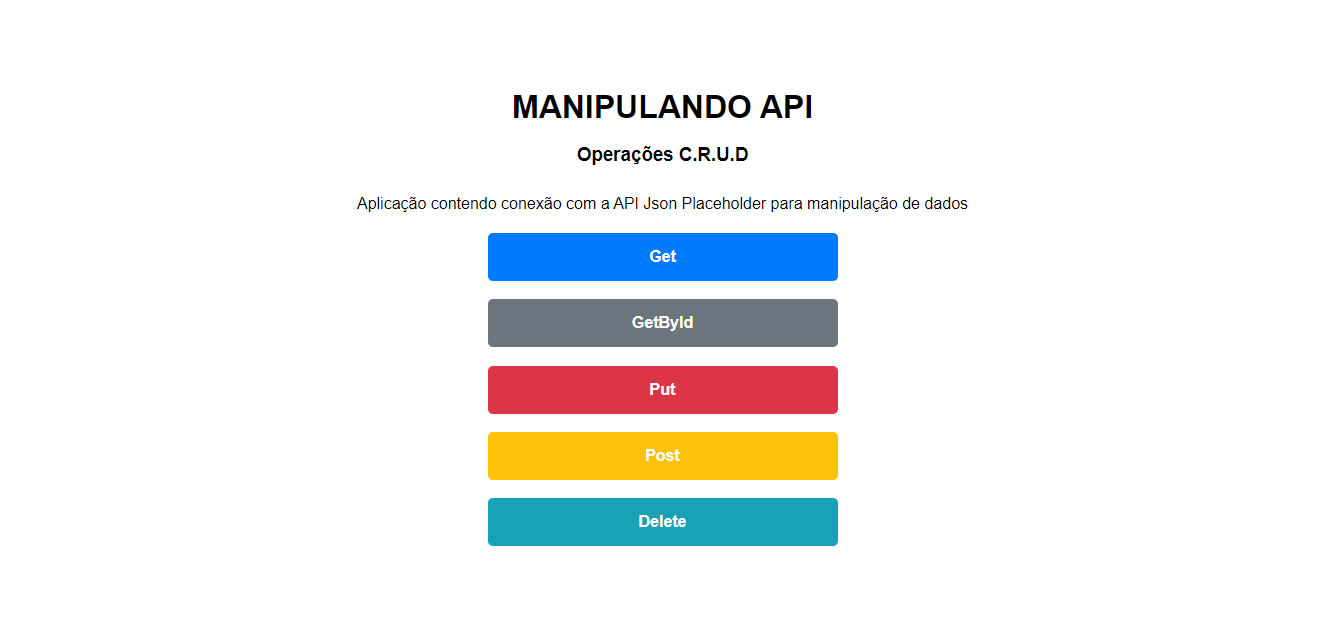 MANIPULANDO API
Operações C.R.U.D
Aplicação contendo conexão com a API Json Placeholder para manipulação de dados
Get
GetById
Put
Post
Delete